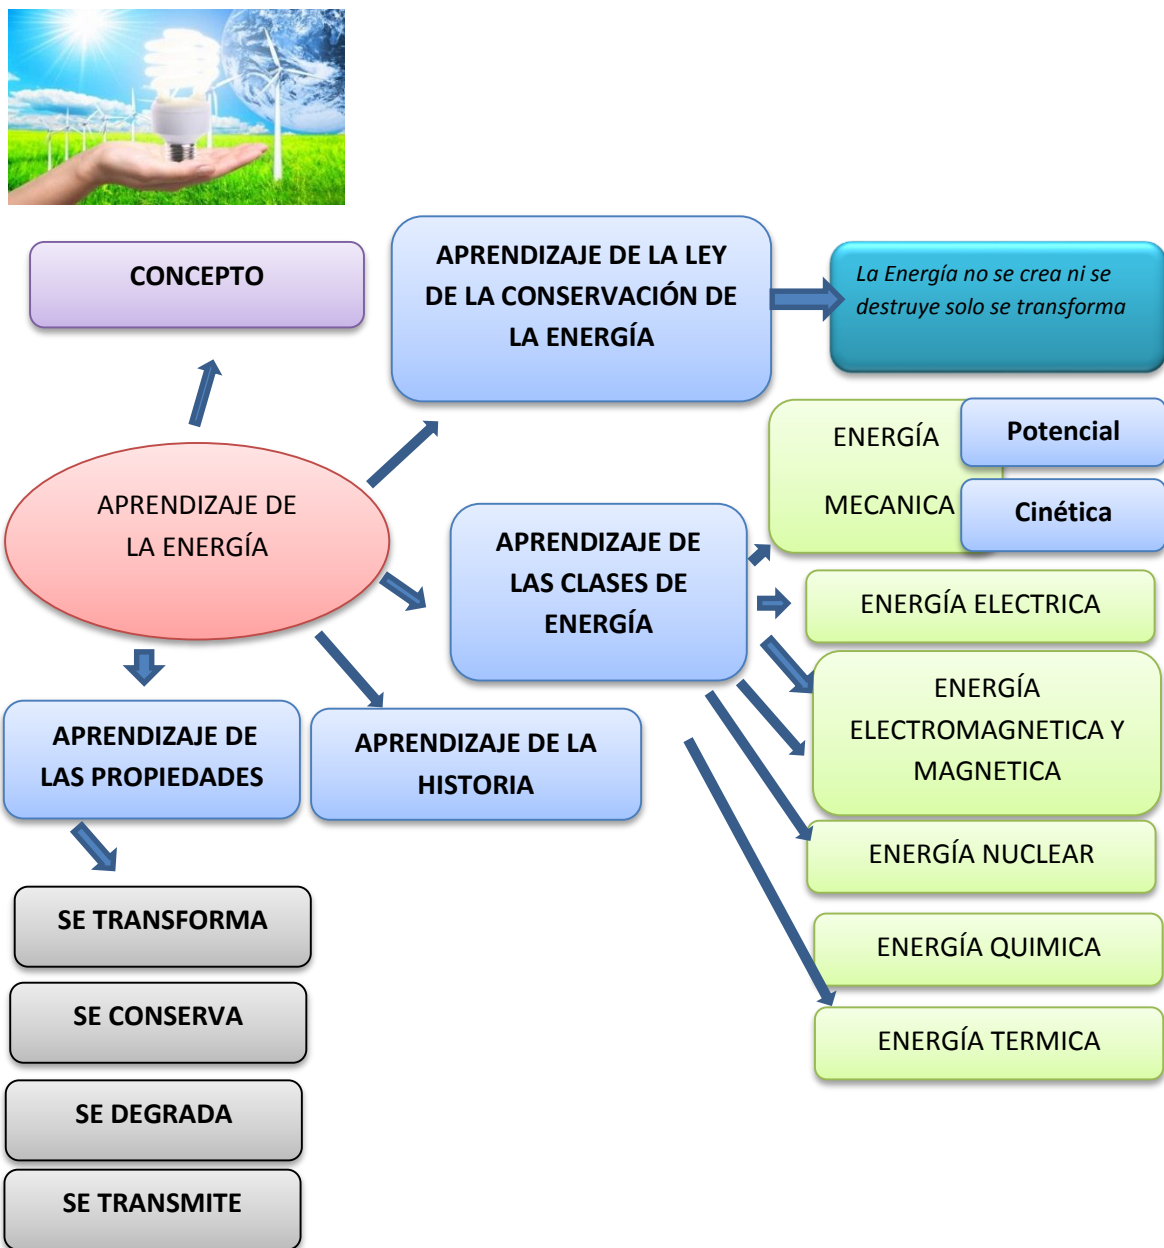 CONCEPTO
APRENDIZAJE DE LA LEY
DE LA CONSERVACIÓN DE
LA ENERGÍA
La Energía no se crea ni se
destruye solo se transforma
APRENDIZAJE DE
LA ENERGÍA
APRENDIZAJE DE
LAS CLASES DE
ENERGÍA
ENERGÍA
MECANICA
Potencial
Cinética
ENERGÍA ELECTRICA
ENERGÍA
ELECTROMAGNETICA Y
MAGNETICA
ENERGÍA NUCLEAR
ENERGÍA QUIMICA
ENERGÍA TERMICA
APRENDIZAJE DE
LAS PROPIEDADES
APRENDIZAJE DE LA
HISTORIA
SE TRANSFORMA
SE CONSERVA
SE DEGRADA
SE TRANSMITE